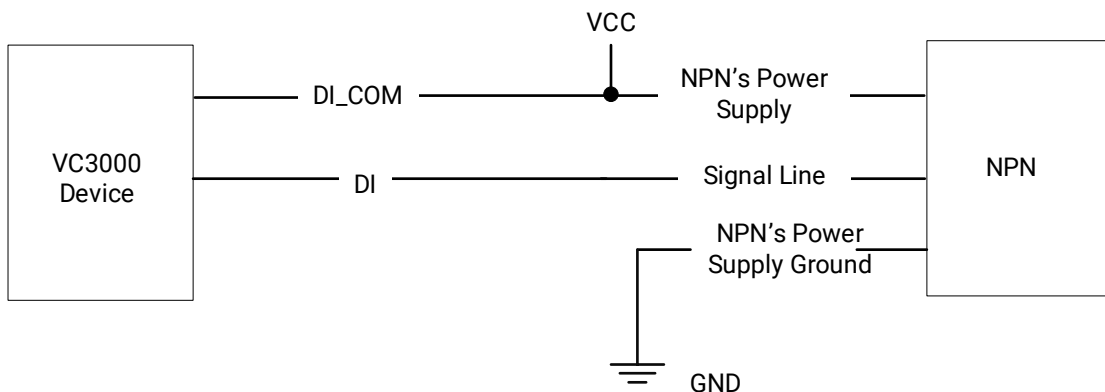 VCC
DI_COM
NPN’s Power
Supply
VC3000
Device
DI
Signal Line
NPN
NPN’s Power
Supply Ground
GND